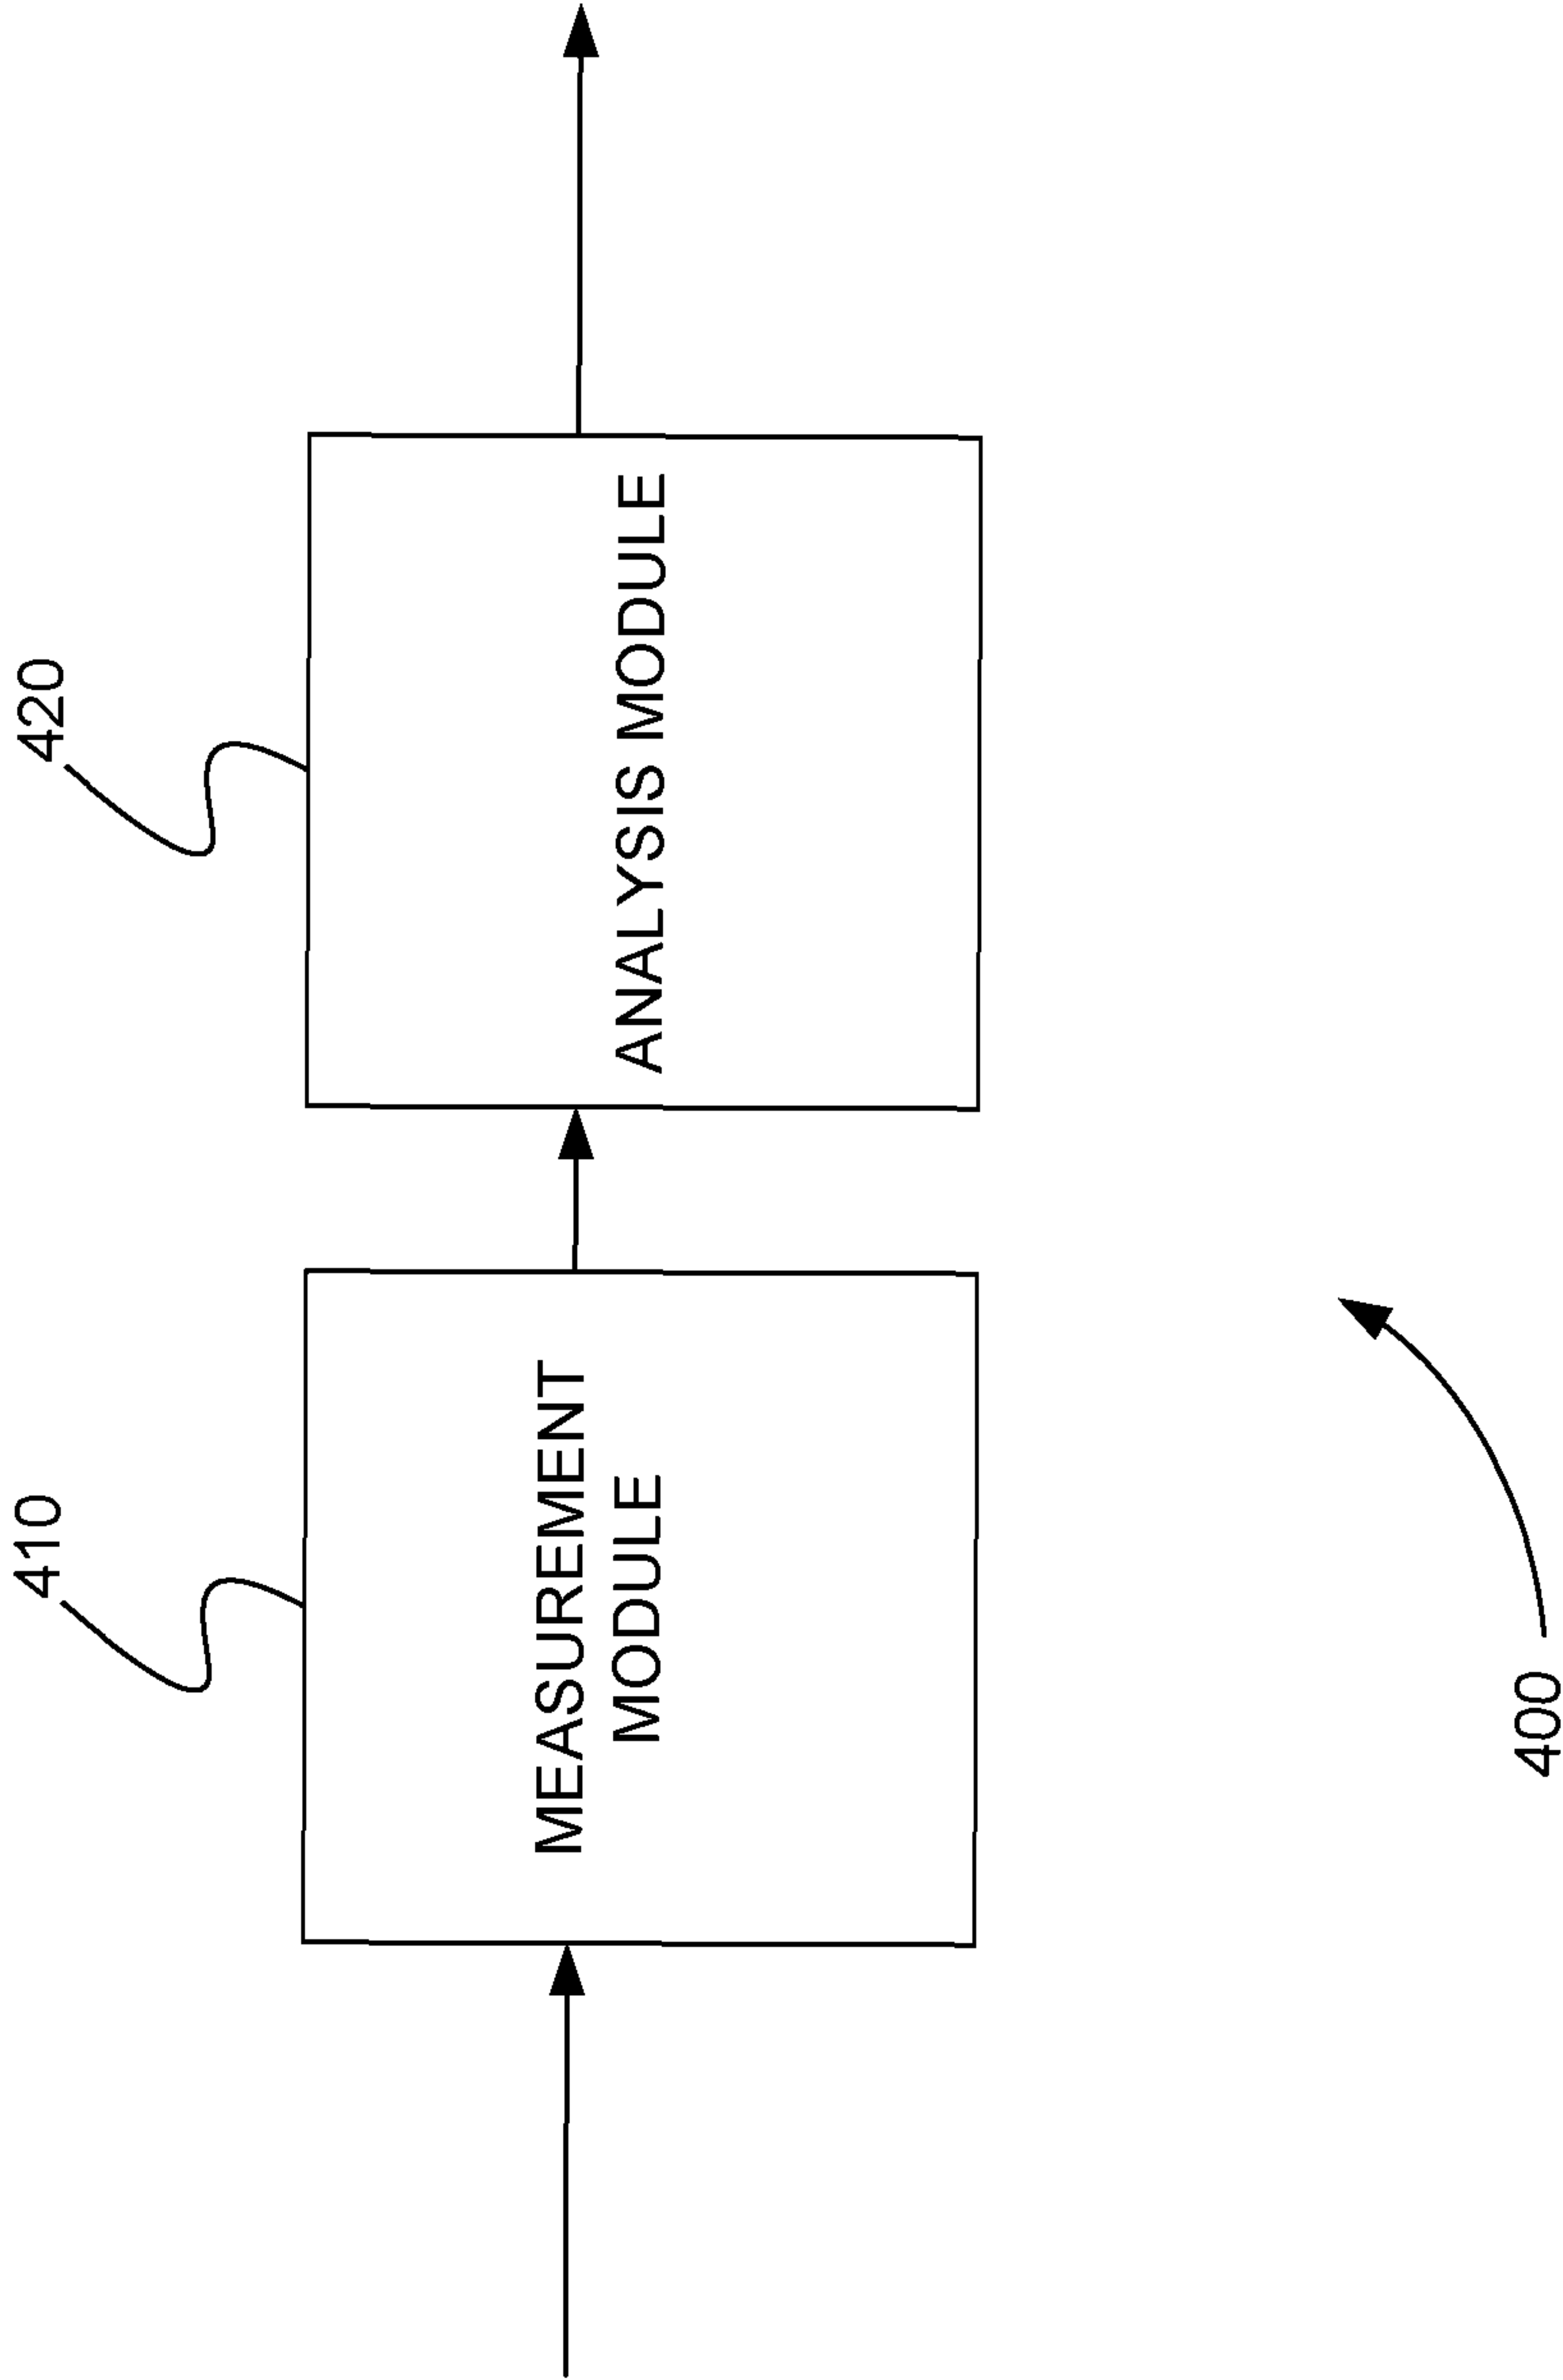 410
420
MEASUREMENT
MODULE
ANALYSIS MODULE
400